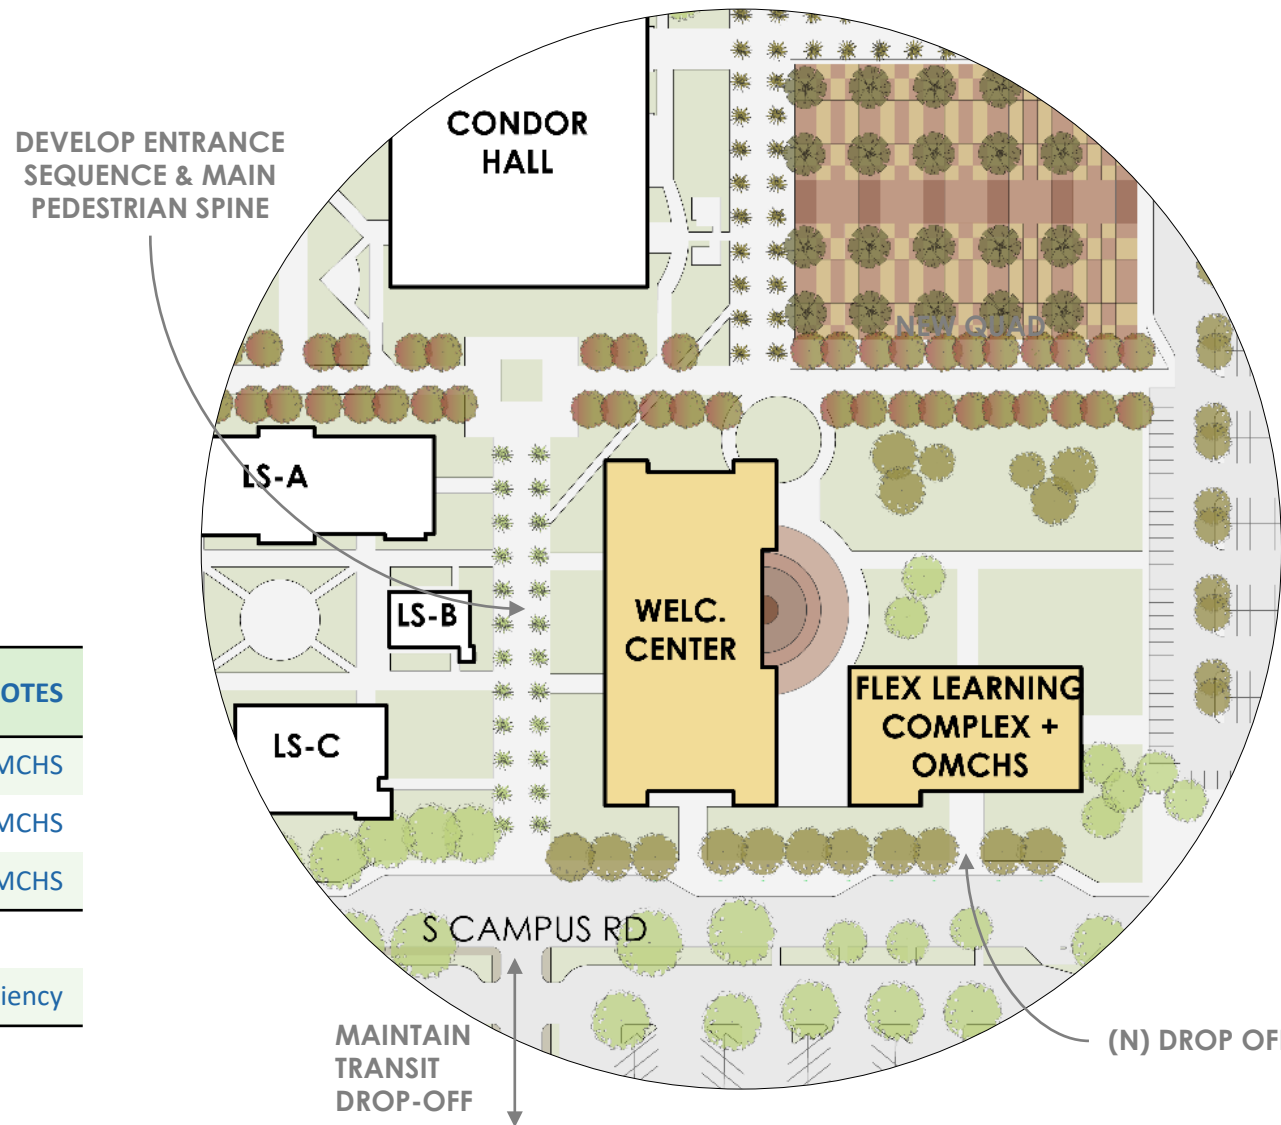 DEVELOP ENTRANCE
SEQUENCE & MAIN
PEDESTRIAN SPINE
CONDOR
HALL
NEW QUAD
LS-A
LS-B
LS-C
WELC.
CENTER
FLEX LEARNING
COMPLEX +
OMCHS
S CAMPUS RD
MAINTAIN
TRANSIT
DROP-OFF
(N) DROP OF
OTES
MCHS
MCHS
MCHS
iency